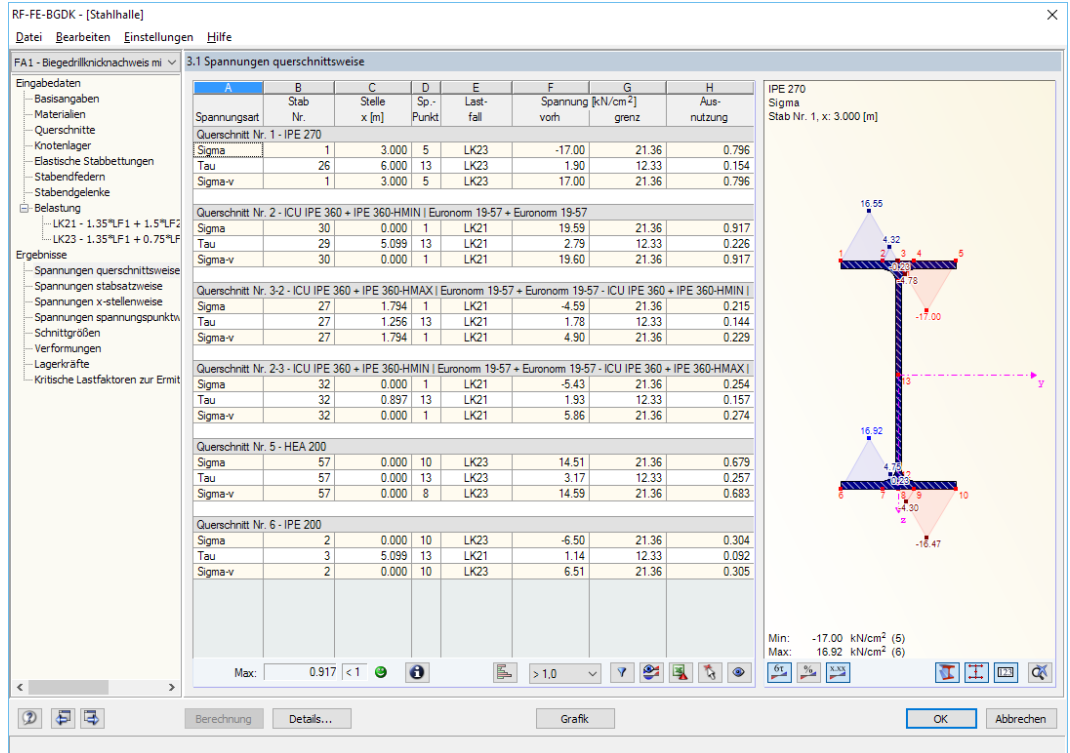 RF-FE-BGDK - [Stahlhalle]
Datei Bearbeiten Einstellungen Hilfe
FA1 - Biegedrillknicknachweis mi
3.1 Spannungen querschnittsweise
Eingabedaten
Basisangaben
Materialien
Querschnitte
Knotenlager
Elastische Stabbettungen
Stabendfedern
Stabendgelenke
Belastung
LK21 - 1.35*LF1 + 1.5*LF2
LK23 - 1.35*LF1 + 0.75*LF
Ergebnisse
Spannungen querschnittsweise
Spannungen stabsatzweise
Spannungen x-stellenweise
Spannungen spannungspunktw
Schnittgrößen
Verformungen
Lagerkräfte
Kritische Lastfaktoren zur Ermit
A B C D E F G H
Stab Stelle Sp.- Last- Spannung [kN/cm²] Aus-
Spannungsart Nr. x [m] Punkt fall vorh grenz nutzung
Querschnitt Nr. 1 - IPE 270
Sigma 1 3.000 5 LK23 -17.00 21.36 0.796
Tau 26 6.000 13 LK23 1.90 12.33 0.154
Sigma-v 1 3.000 5 LK23 17.00 21.36 0.796
Querschnitt Nr. 2 - ICU IPE 360 + IPE 360-HMIN | Euronorm 19-57 + Euronorm 19-57
Sigma 30 0.000 1 LK21 19.59 21.36 0.917
Tau 29 5.099 13 LK21 2.79 12.33 0.226
Sigma-v 30 0.000 1 LK21 19.60 21.36 0.917
Querschnitt Nr. 3-2 - ICU IPE 360 + IPE 360-HMAX | Euronorm 19-57 + Euronorm 19-57 - ICU IPE 360 + IPE 360-HMIN |
Sigma 27 1.794 1 LK21 -4.59 21.36 0.215
Tau 27 1.256 13 LK21 1.78 12.33 0.144
Sigma-v 27 1.794 1 LK21 4.90 21.36 0.229
Querschnitt Nr. 2-3 - ICU IPE 360 + IPE 360-HMIN | Euronorm 19-57 + Euronorm 19-57 - ICU IPE 360 + IPE 360-HMAX |
Sigma 32 0.000 1 LK21 -5.43 21.36 0.254
Tau 32 0.897 13 LK21 1.93 12.33 0.157
Sigma-v 32 0.000 1 LK21 5.86 21.36 0.274
Querschnitt Nr. 5 - HEA 200
Sigma 57 0.000 10 LK23 14.51 21.36 0.679
Tau 57 0.000 13 LK23 3.17 12.33 0.257
Sigma-v 57 0.000 8 LK23 14.59 21.36 0.683
Querschnitt Nr. 6 - IPE 200
Sigma 2 0.000 10 LK23 -6.50 21.36 0.304
Tau 3 5.099 13 LK21 1.14 12.33 0.092
Sigma-v 2 0.000 10 LK23 6.51 21.36 0.305
Max: 0.917 < 1
> 1,0
IPE 270
Sigma
Stab Nr. 1, x: 3.000 [m]
16.55
4.32
1 2 3 4 5
0.23
-4.78
-17.00
13
y
16.92
4.75
12
0.23
6 7 8 9 10
-4.30
z
-16.47
Min: -17.00 kN/cm² (5)
Max: 16.92 kN/cm² (6)
στ
%
x.xx
123
Berechnung
Details...
Grafik
OK
Abbrechen